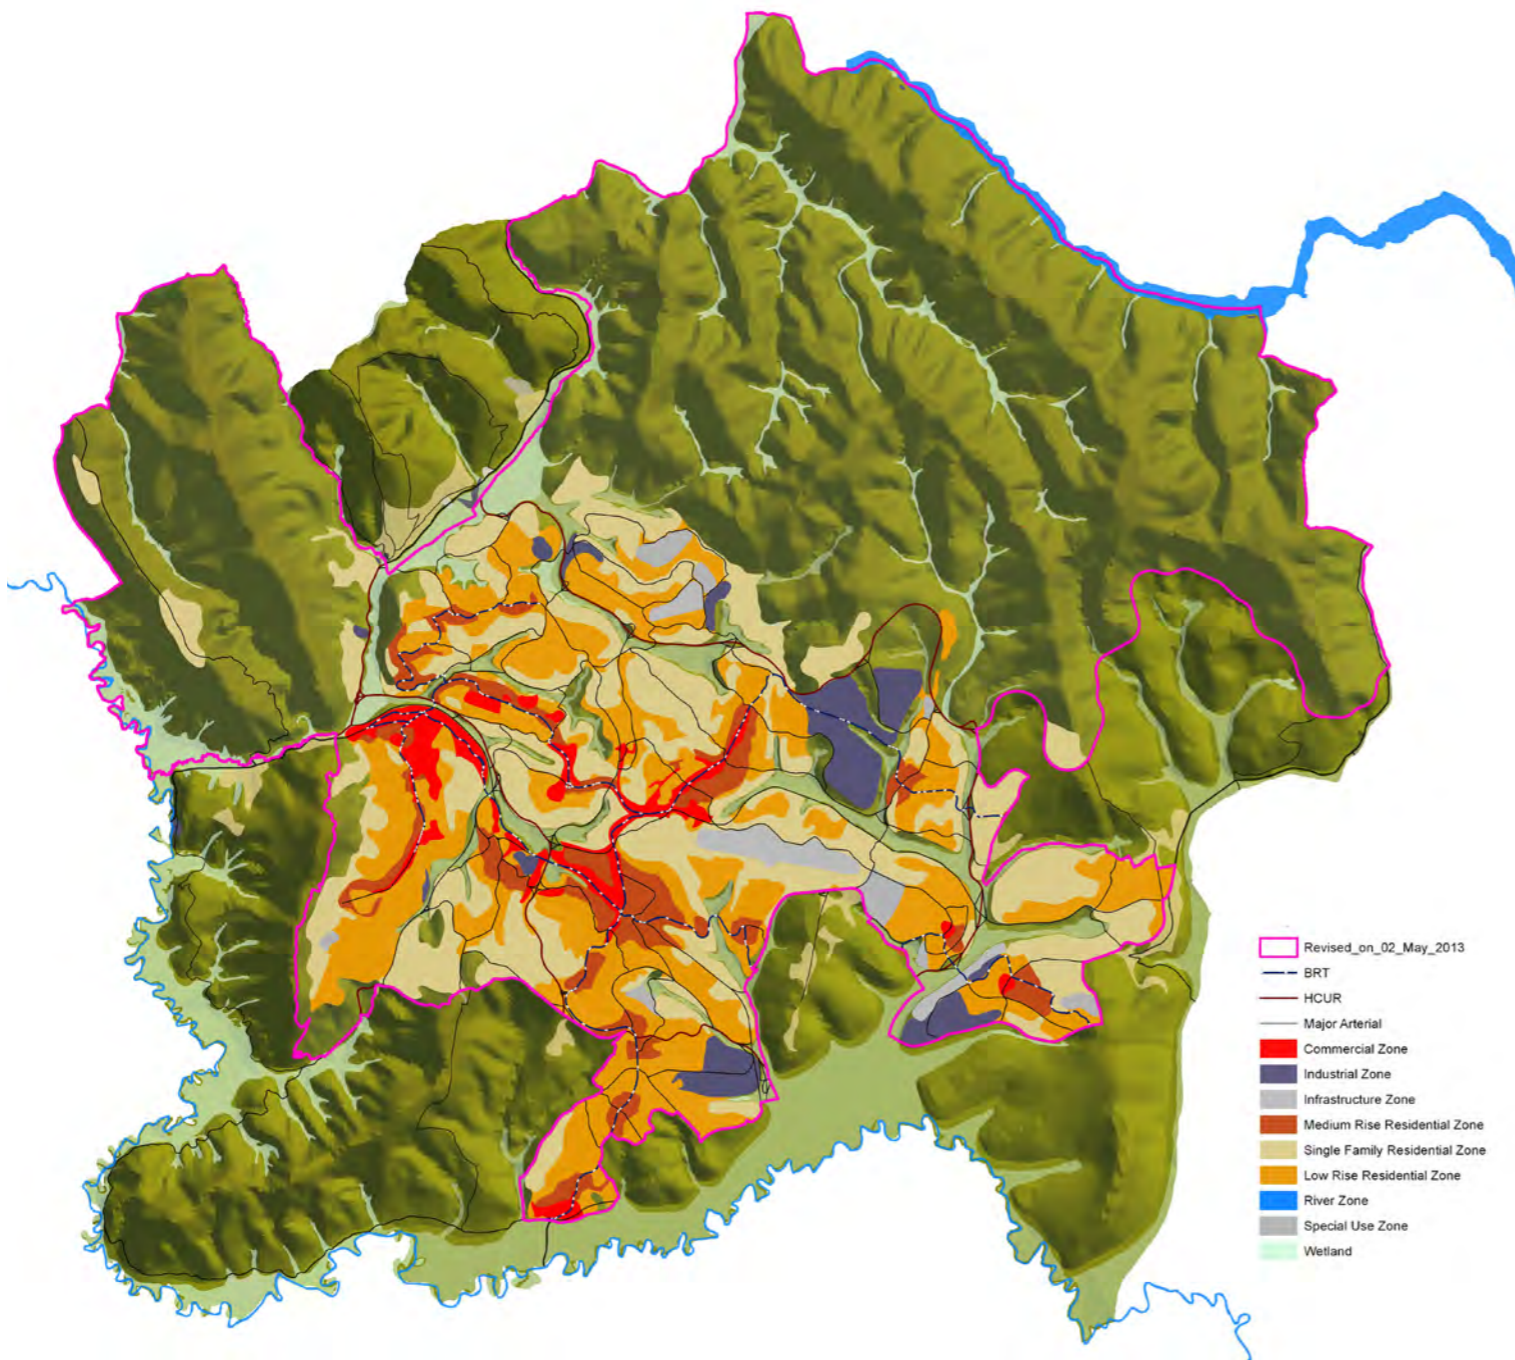 Revised_on_02_May_2013
BRT
HCUR
Major Arterial
Commercial Zone
Industrial Zone
Infrastructure Zone
Medium Rise Residential Zone
Single Family Residential Zone
Low Rise Residential Zone
River Zone
Special Use Zone
Wetland